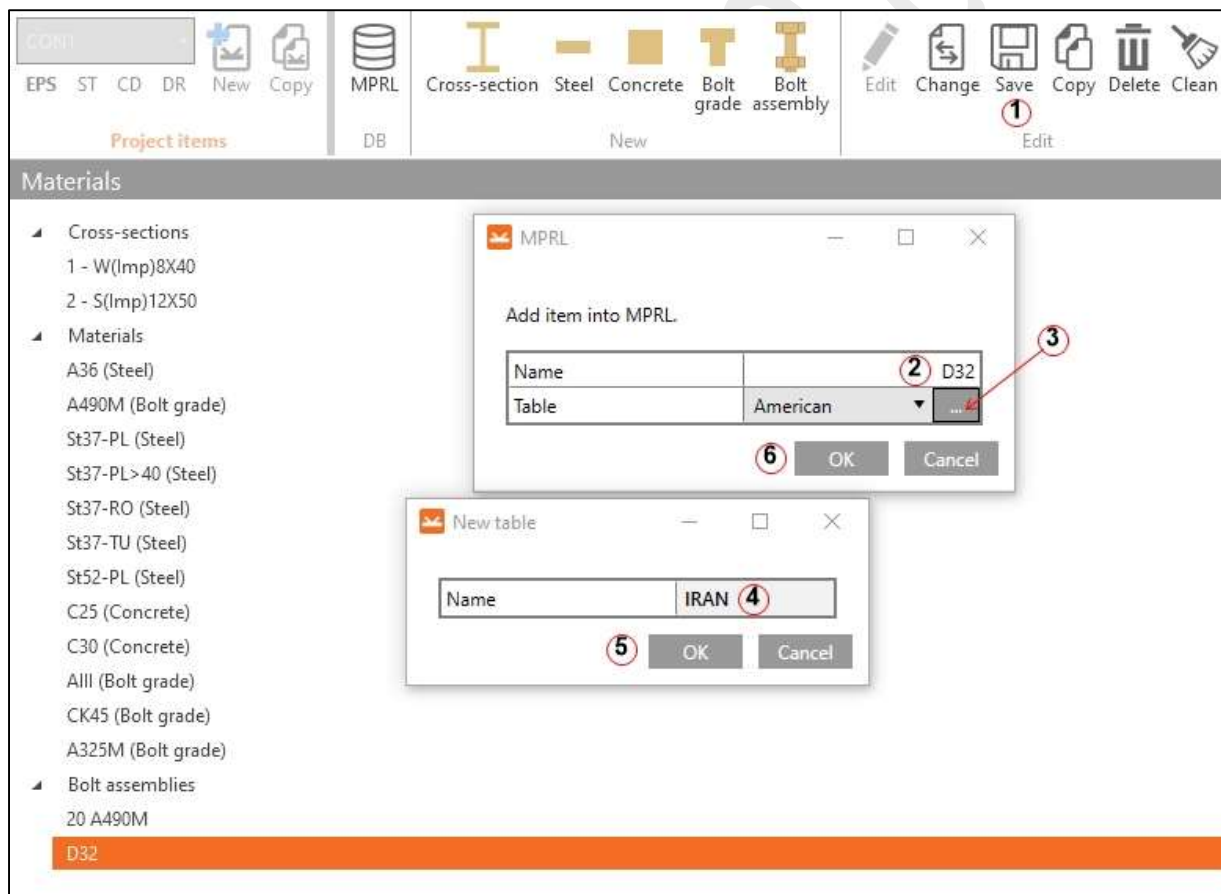 CON1
EPS ST CD DR New Copy MPRL Cross-section Steel Concrete Bolt grade Bolt assembly Edit Change Save Copy Delete Clean
1
Project items DB New Edit
Materials
Cross-sections
1 - W(Imp)8X40
2 - S(Imp)12X50
Materials
A36 (Steel)
A490M (Bolt grade)
St37-PL (Steel)
St37-PL>40 (Steel)
St37-RO (Steel)
St37-TU (Steel)
St52-PL (Steel)
C25 (Concrete)
C30 (Concrete)
AIII (Bolt grade)
CK45 (Bolt grade)
A325M (Bolt grade)
Bolt assemblies
20 A490M
D32
MPRL
Add item into MPRL.
3
Name 2 D32
Table American ...
6 OK Cancel
New table
Name IRAN 4
5 OK Cancel